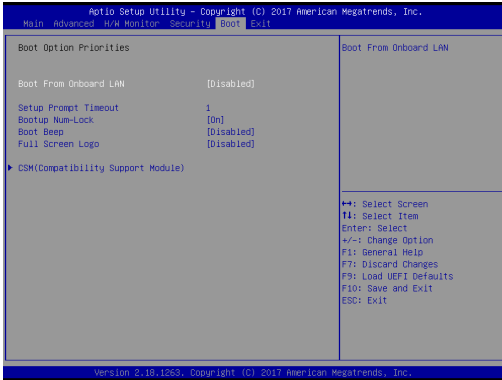 Aptio Setup Utility – Copyright (C) 2017 American Megatrends, Inc.
Main Advanced H/W Monitor Security Boot Exit
Boot Option Priorities
Boot From Onboard LAN [Disabled]
Setup Prompt Timeout 1
Bootup Num-Lock [On]
Boot Beep [Disabled]
Full Screen Logo [Disabled]
CSM(Compatibility Support Module)
Boot From Onboard LAN
↔: Select Screen
↑↓: Select Item
Enter: Select
+/-: Change Option
F1: General Help
F7: Discard Changes
F9: Load UEFI Defaults
F10: Save and Exit
ESC: Exit
Version 2.18.1263. Copyright (C) 2017 American Megatrends, Inc.